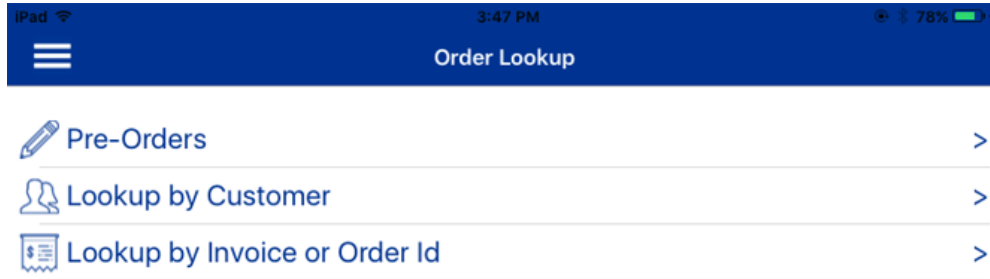 iPad 3:47 PM 78%
Order Lookup
Pre-Orders >
Lookup by Customer >
$ Lookup by Invoice or Order Id >